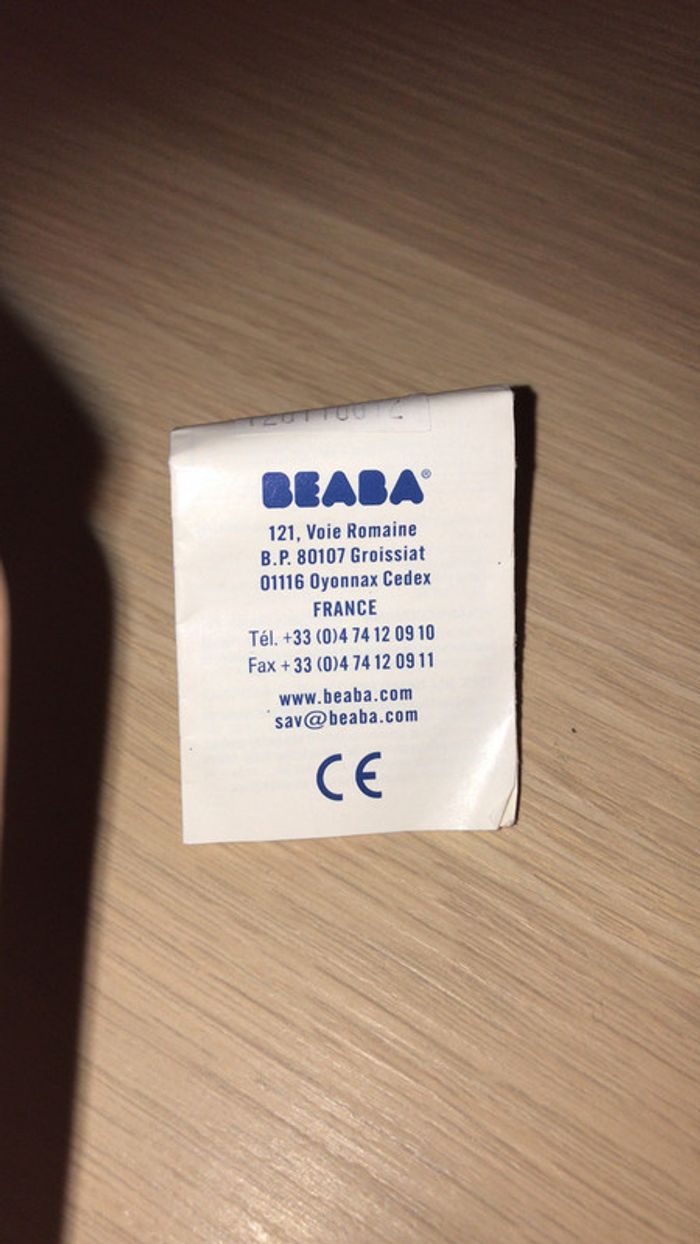 BEABA®
121, Voie Romaine
B.P. 80107 Groissiat
01116 Oyonnax Cedex
FRANCE
Tél. +33 (0)4 74 12 09 10
Fax + 33 (0)4 74 12 09 11
www.beaba.com
sav@beaba.com
CE